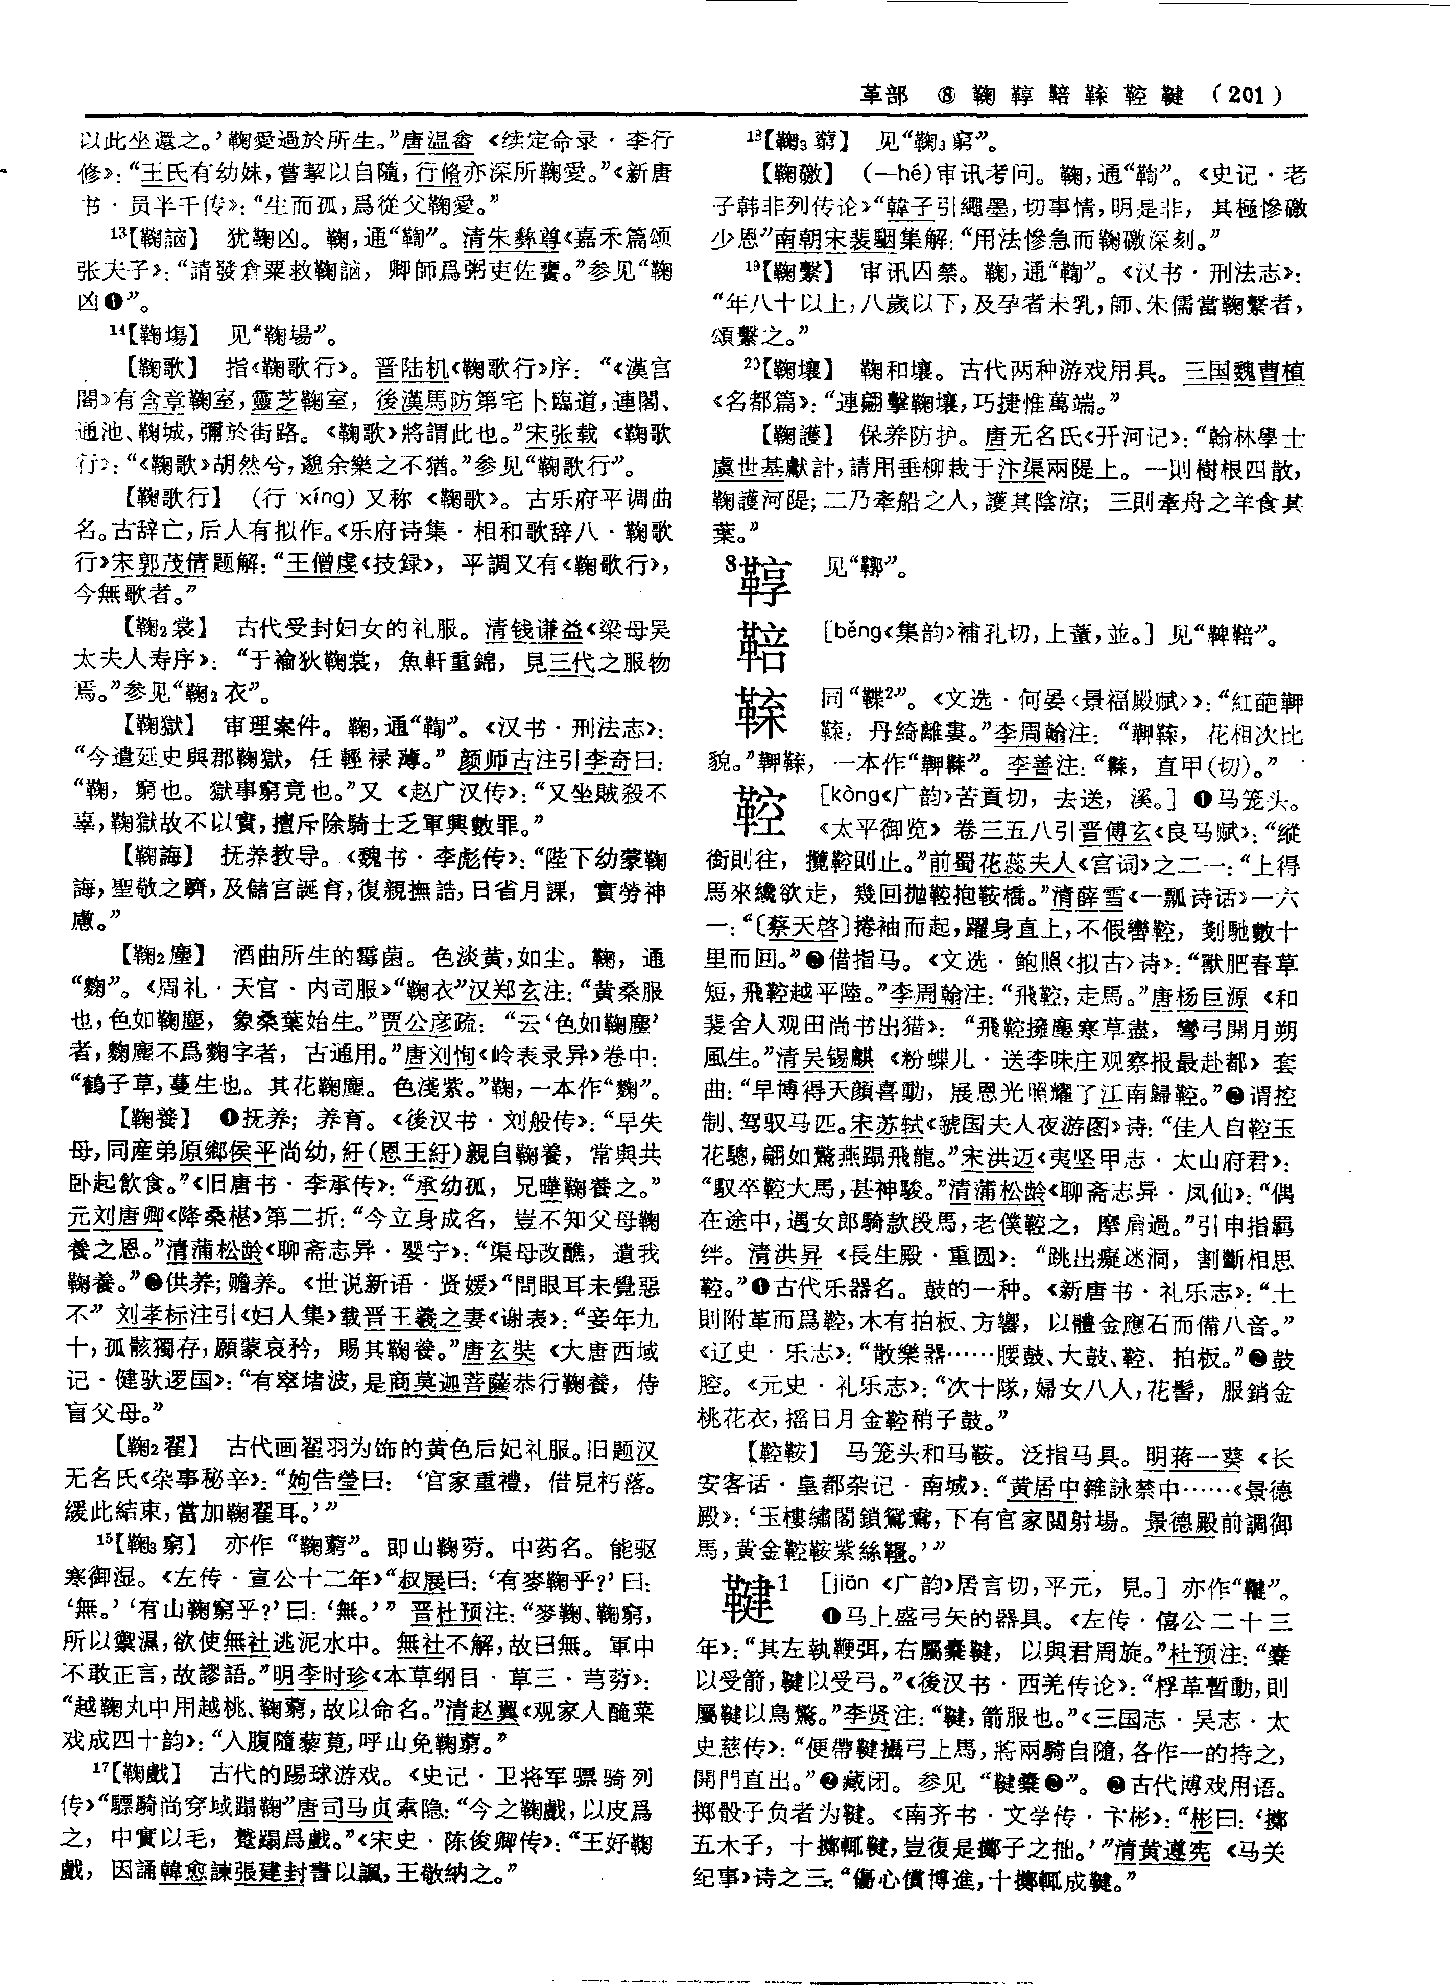 革部 ⑧ 鞠 䩵 䩼 䩾 鞚 鞬 (201)
以此坐還之。’鞠愛過於所生。”唐温畬《续定命录·李行
修》：“王氏有幼妹，嘗挈以自隨，行脩亦深所鞠愛。”《新唐
书·员半千传》：“生而孤，爲從父鞠愛。”
13【鞠訩】 犹鞠凶。鞠，通“鞫”。清朱彝尊《嘉禾篇颂
张夫子》：“請發倉粟救鞠訩，卿師爲粥吏佐饔。”参见“鞠
凶❶”。
14【鞠塲】 见“鞠場”。
【鞠歌】 指《鞠歌行》。晋陆机《鞠歌行》序：“《漢宫
閣》有含章鞠室，靈芝鞠室，後漢馬防第宅卜臨道，連閣、
通池、鞠城，彌於街路。《鞠歌》將謂此也。”宋张载《鞠歌
行》：“《鞠歌》胡然兮，邈余樂之不猶。”参见“鞠歌行”。
【鞠歌行】 (行 xíng) 又称《鞠歌》。古乐府平调曲
名。古辞亡，后人有拟作。《乐府诗集·相和歌辞八·鞠歌
行》宋郭茂倩题解：“王僧虔《技録》，平調又有《鞠歌行》，
今無歌者。”
【鞠2裳】 古代受封妇女的礼服。清钱谦益《梁母吴
太夫人寿序》：“于褕狄鞠裳，魚軒重錦，見三代之服物
焉。”参见“鞠2衣”。
【鞠獄】 审理案件。鞠，通“鞫”。《汉书·刑法志》：
“今遣廷史與郡鞠獄，任輕禄薄。”颜师古注引李奇曰：
“鞠，窮也。獄事窮竟也。”又《赵广汉传》：“又坐賊殺不
辜，鞠獄故不以實，擅斥除騎士乏軍興數罪。”
【鞠誨】 抚养教导。《魏书·李彪传》：“陛下幼蒙鞠
誨，聖敬之躋，及儲宫誕育，復親撫誥，日省月課，實勞神
慮。”
【鞠2塵】 酒曲所生的霉菌。色淡黄，如尘。鞠，通
“麴”。《周礼·天官·内司服》“鞠衣”汉郑玄注：“黄桑服
也，色如鞠塵，象桑葉始生。”贾公彦疏：“云‘色如鞠塵’
者，麴塵不爲麴字者，古通用。”唐刘恂《岭表录异》卷中：
“鶴子草，蔓生也。其花鞠塵。色淺紫。”鞠，一本作“麴”。
【鞠養】 ❶抚养；养育。《後汉书·刘般传》：“早失
母，同産弟原鄉侯平尚幼，紆(思王紆)親自鞠養，常與共
卧起飲食。”《旧唐书·李承传》：“承幼孤，兄曄鞠養之。”
元刘唐卿《降桑椹》第二折：“今立身成名，豈不知父母鞠
養之恩。”清蒲松龄《聊斋志异·婴宁》：“渠母改醮，遺我
鞠養。”❷供养；赡养。《世说新语·贤媛》“問眼耳未覺惡
不”刘孝标注引《妇人集》载晋王羲之妻《谢表》：“妾年九
十，孤骸獨存，願蒙哀矜，賜其鞠養。”唐玄奘《大唐西域
记·健驮逻国》：“有窣堵波，是商莫迦菩薩恭行鞠養，侍
盲父母。”
【鞠2翟】 古代画翟羽为饰的黄色后妃礼服。旧题汉
无名氏《杂事秘辛》：“姁告瑩曰：‘官家重禮，借見朽落。
緩此結束，當加鞠翟耳。’”
15【鞠3窮】 亦作“鞠藭”。即山鞠穷。中药名。能驱
寒御湿。《左传·宣公十二年》“叔展曰：‘有麥鞠乎？’曰：
‘無。’‘有山鞠窮乎？’曰：‘無。’”晋杜预注：“麥鞠、鞠窮，
所以禦濕，欲使無社逃泥水中。無社不解，故曰無。軍中
不敢正言，故謬語。”明李时珍《本草纲目·草三·芎藭》：
“越鞠丸中用越桃、鞠藭，故以命名。”清赵翼《观家人醃菜
戏成四十韵》：“人腹隨藜莧，呼山免鞠藭。”
17【鞠戲】 古代的踢球游戏。《史记·卫将军骠骑列
传》“驃騎尚穿域蹋鞠”唐司马贞索隐：“今之鞠戲，以皮爲
之，中實以毛，蹵蹋爲戲。”《宋史·陈俊卿传》：“王好鞠
戲，因誦韓愈諫張建封書以諷，王敬納之。”
18【鞠3藭】 见“鞠3窮”。
【鞠礉】 (—hé)审讯考问。鞠，通“鞫”。《史记·老
子韩非列传论》“韓子引繩墨，切事情，明是非，其極慘礉
少恩”南朝宋裴駰集解：“用法慘急而鞠礉深刻。”
19【鞠繫】 审讯囚禁。鞠，通“鞫”。《汉书·刑法志》：
“年八十以上，八歲以下，及孕者未乳，師、朱儒當鞠繫者，
頌繫之。”
20【鞠壤】 鞠和壤。古代两种游戏用具。三国魏曹植
《名都篇》：“連翩擊鞠壤，巧捷惟萬端。”
【鞠護】 保养防护。唐无名氏《开河记》：“翰林學士
虞世基獻計，請用垂柳栽于汴渠兩隄上。一則樹根四散，
鞠護河隄；二乃牽船之人，護其陰涼；三則牽舟之羊食其
葉。”
8 见“鞹”。
[běng《集韵》補孔切，上董，並。] 见
同“鞢2”。《文选·何晏〈景福殿赋〉》：“紅葩
丹綺離婁。”李周翰注：“ 花相次比
貌。” 一本作 李善注： 直甲(切)。”
鞚 [kòng《广韵》苦貢切，去送，溪。] ❶马笼头。
《太平御览》卷三五八引晋傅玄《良马赋》：“縱
銜則往，攬鞚則止。”前蜀花蕊夫人《宫词》之二一：“上得
馬來纔欲走，幾回抛鞚抱鞍橋。”清薛雪《一瓢诗话》一六
一：“〔蔡天啓〕捲袖而起，躍身直上，不假轡鞚，刻馳數十
里而回。”❷借指马。《文选·鲍照〈拟古〉诗》：“獸肥春草
短，飛鞚越平陸。”李周翰注：“飛鞚，走馬。”唐杨巨源《和
裴舍人观田尚书出猎》：“飛鞚擁塵寒草盡，彎弓開月朔
風生。”清吴锡麒《粉蝶儿·送李味庄观察报最赴都》套
曲：“早博得天顔喜動，展恩光照耀了江南歸鞚。”❸谓控
制、驾驭马匹。宋苏轼《虢国夫人夜游图》诗：“佳人自鞚玉
花驄，翩如驚燕蹋飛龍。”宋洪迈《夷坚甲志·太山府君》：
“馭卒鞚大馬，甚神駿。”清蒲松龄《聊斋志异·凤仙》：“偶
在途中，遇女郎騎款段馬，老僕鞚之，摩肩過。”引申指羁
绊。清洪昇《長生殿·重圆》：“跳出癡迷洞，割斷相思
鞚。”❹古代乐器名。鼓的一种。《新唐书·礼乐志》：“土
則附革而爲鞚，木有拍板、方響，以體金應石而備八音。”
《辽史·乐志》：“散樂器……腰鼓、大鼓、鞚、拍板。”❺鼓
腔。《元史·礼乐志》：“次十隊，婦女八人，花髻，服銷金
桃花衣，摇日月金鞚稍子鼓。”
【鞚鞍】 马笼头和马鞍。泛指马具。明蒋一葵《长
安客话·皇都杂记·南城》：“黄居中雜詠禁中……《景德
殿》：‘玉樓繡閣鎖鴛鴦，下有官家閲射場。景德殿前調御
馬，黄金鞚鞍紫絲韁。’”
鞬1 [jiān《广韵》居言切，平元，見。] 亦作
❶马上盛弓矢的器具。《左传·僖公二十三
年》：“其左執鞭弭，右屬櫜鞬，以與君周旋。”杜预注：“櫜
以受箭，鞬以受弓。”《後汉书·西羌传论》：“桴革暫動，則
屬鞬以鳥驚。”李贤注：“鞬，箭服也。”《三国志·吴志·太
史慈传》：“便帶鞬攝弓上馬，將兩騎自隨，各作一的持之，
開門直出。”❷藏闭。参见“鞬櫜❷”。❸古代博戏用语。
掷骰子负者为鞬。《南齐书·文学传·卞彬》：“彬曰：‘擲
五木子，十擲輒鞬，豈復是擲子之拙。’”清黄遵宪《马关
纪事》诗之三：“傷心償博進，十擲輒成鞬。”